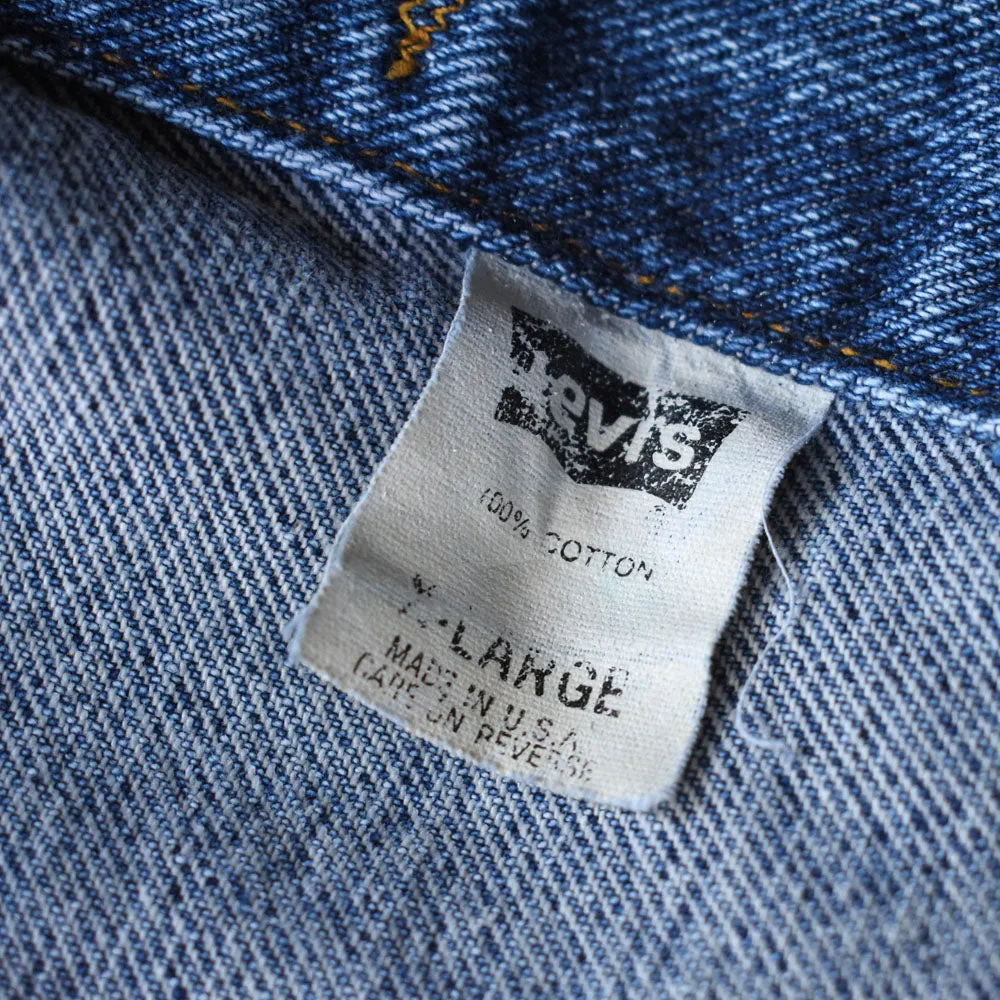 Levi's
100% COTTON
X-LARGE
MADE IN U.S.A.
CARE ON REVERSE